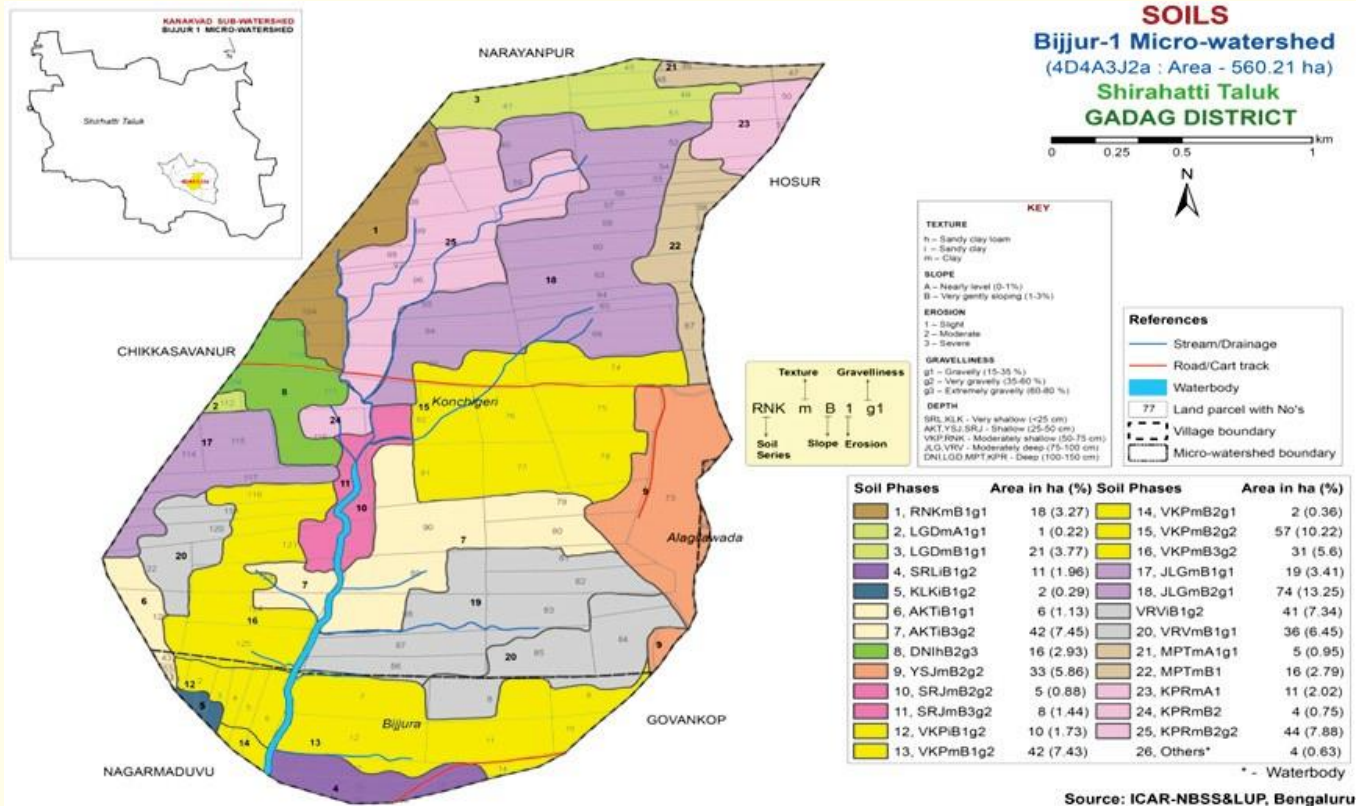 KANAKVAD SUB-WATERSHED
BIJJUR 1 MICRO-WATERSHED
Shirhatti Taluk
SOILS
Bijjur-1 Micro-watershed
(4D4A3J2a : Area - 560.21 ha)
Shirahatti Taluk
GADAG DISTRICT
km
0 0.25 0.5 1
N
NARAYANPUR
HOSUR
CHIKKASAVANUR
Konchigeri
Alagilawada
Bijjura
GOVANKOP
NAGARMADUVU
KEY
TEXTURE
h – Sandy clay loam
i – Sandy clay
m – Clay
SLOPE
A – Nearly level (0-1%)
B – Very gently sloping (1-3%)
EROSION
1 – Slight
2 – Moderate
3 – Severe
GRAVELLINESS
g1 – Gravelly (15-35 %)
g2 – Very gravelly (35-60 %)
g3 – Extremely gravelly (60-80 %)
DEPTH
SRL,KLK - Very shallow (<25 cm)
AKT,YSJ,SRJ - Shallow (25-50 cm)
VKP,RNK - Moderately shallow (50-75 cm)
JLG,VRV - Moderately deep (75-100 cm)
DNI,LGD,MPT,KPR - Deep (100-150 cm)
Texture Gravelliness
RNK m B 1 g1
Soil Series Slope Erosion
References
Stream/Drainage
Road/Cart track
Waterbody
77 Land parcel with No's
Village boundary
Micro-watershed boundary
Soil Phases Area in ha (%) Soil Phases Area in ha (%)
1, RNKmB1g1 18 (3.27) 14, VKPmB2g1 2 (0.36)
2, LGDmA1g1 1 (0.22) 15, VKPmB2g2 57 (10.22)
3, LGDmB1g1 21 (3.77) 16, VKPmB3g2 31 (5.6)
4, SRLiB1g2 11 (1.96) 17, JLGmB1g1 19 (3.41)
5, KLKiB1g2 2 (0.29) 18, JLGmB2g1 74 (13.25)
6, AKTiB1g1 6 (1.13) VRViB1g2 41 (7.34)
7, AKTiB3g2 42 (7.45) 20, VRVmB1g1 36 (6.45)
8, DNIhB2g3 16 (2.93) 21, MPTmA1g1 5 (0.95)
9, YSJmB2g2 33 (5.86) 22, MPTmB1 16 (2.79)
10, SRJmB2g2 5 (0.88) 23, KPRmA1 11 (2.02)
11, SRJmB3g2 8 (1.44) 24, KPRmB2 4 (0.75)
12, VKPiB1g2 10 (1.73) 25, KPRmB2g2 44 (7.88)
13, VKPmB1g2 42 (7.43) 26, Others* 4 (0.63)
* - Waterbody
Source: ICAR-NBSS&LUP, Bengaluru